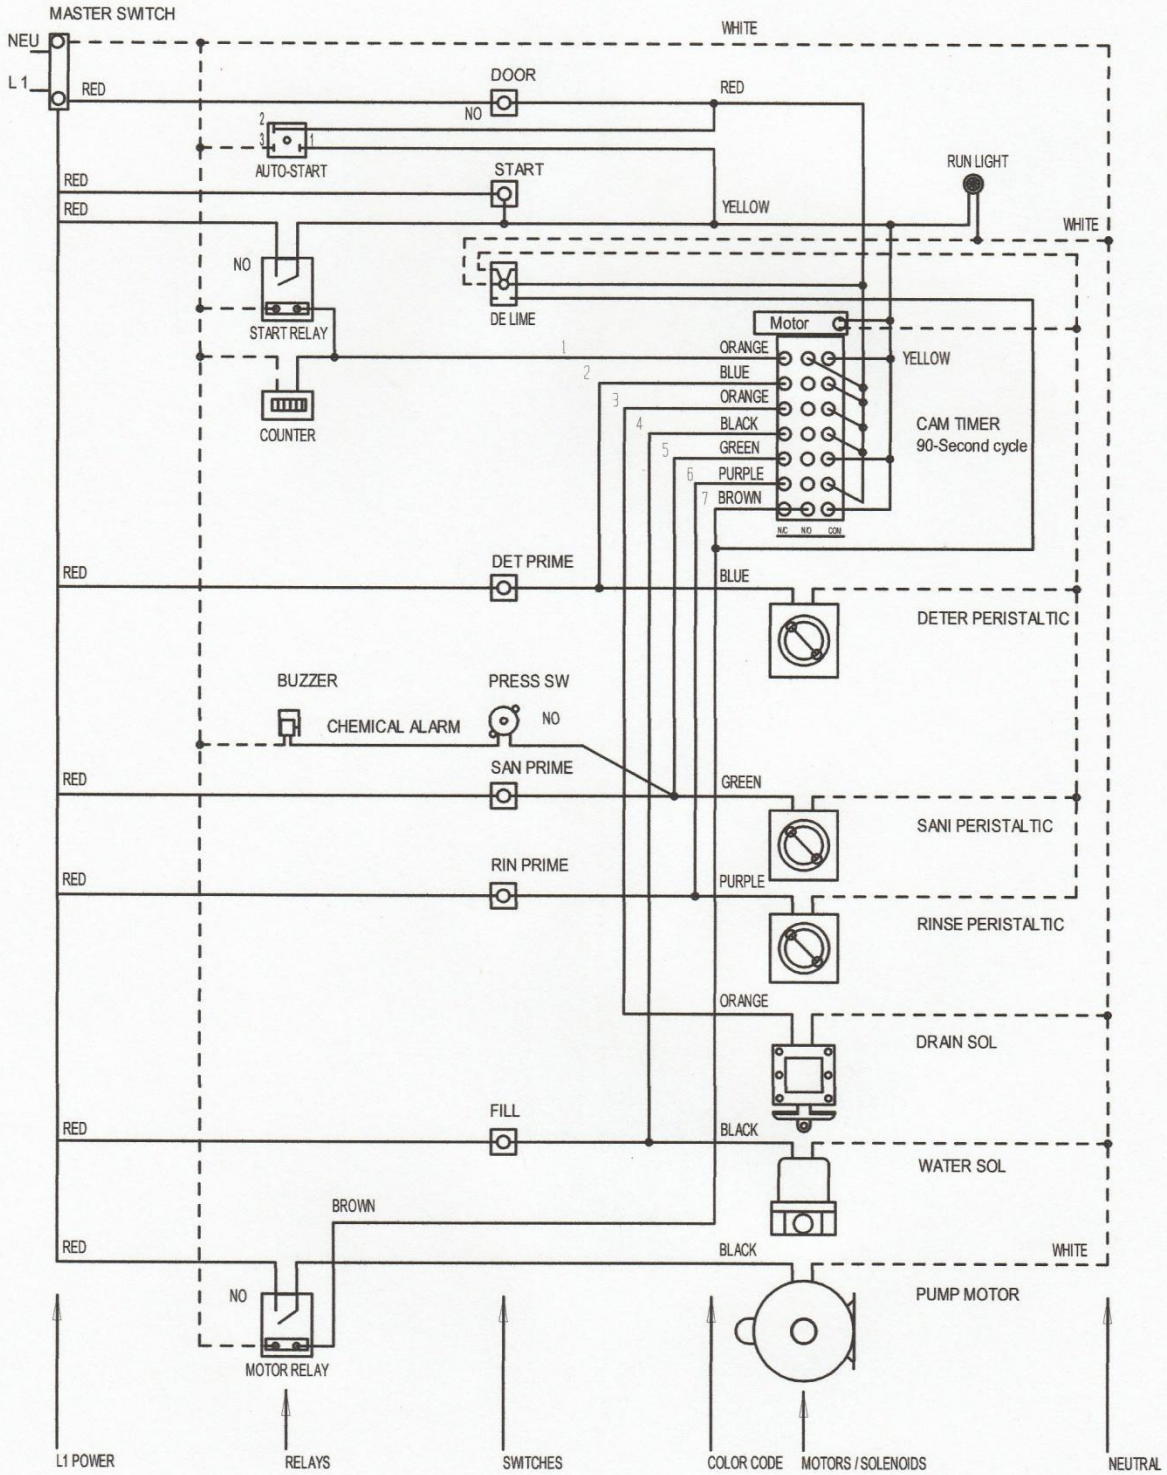 MASTER SWITCH
NEU
WHITE
L1
RED
DOOR
RED
NO
2
3
1
AUTO-START
START
RUN LIGHT
RED
RED
YELLOW
WHITE
NO
DE LIME
START RELAY
Motor
1
ORANGE
YELLOW
2
BLUE
3
ORANGE
4
BLACK
CAM TIMER
90-Second cycle
COUNTER
5
GREEN
6
PURPLE
7
BROWN
N/C N/O COM
DET PRIME
RED
BLUE
DETER PERISTALTIC
BUZZER
PRESS SW
NO
CHEMICAL ALARM
SAN PRIME
RED
GREEN
SANI PERISTALTIC
RIN PRIME
RED
PURPLE
RINSE PERISTALTIC
ORANGE
DRAIN SOL
FILL
RED
BLACK
WATER SOL
BROWN
RED
BLACK
WHITE
NO
PUMP MOTOR
MOTOR RELAY
L1 POWER
RELAYS
SWITCHES
COLOR CODE
MOTORS / SOLENOIDS
NEUTRAL